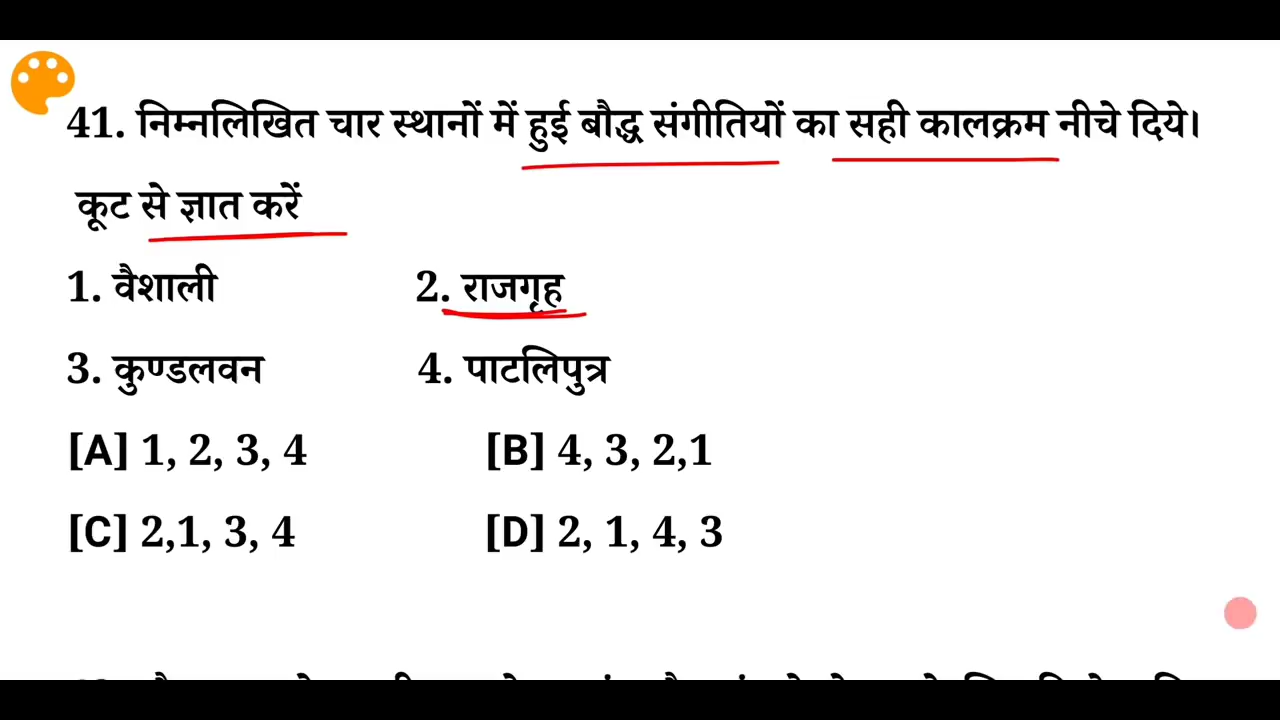 41. निम्नलिखित चार स्थानों में हुई बौद्ध संगीतियों का सही कालक्रम नीचे दिये।
कूट से ज्ञात करें
1. वैशाली 2. राजगृह
3. कुण्डलवन 4. पाटलिपुत्र
[A] 1, 2, 3, 4 [B] 4, 3, 2,1
[C] 2,1, 3, 4 [D] 2, 1, 4, 3